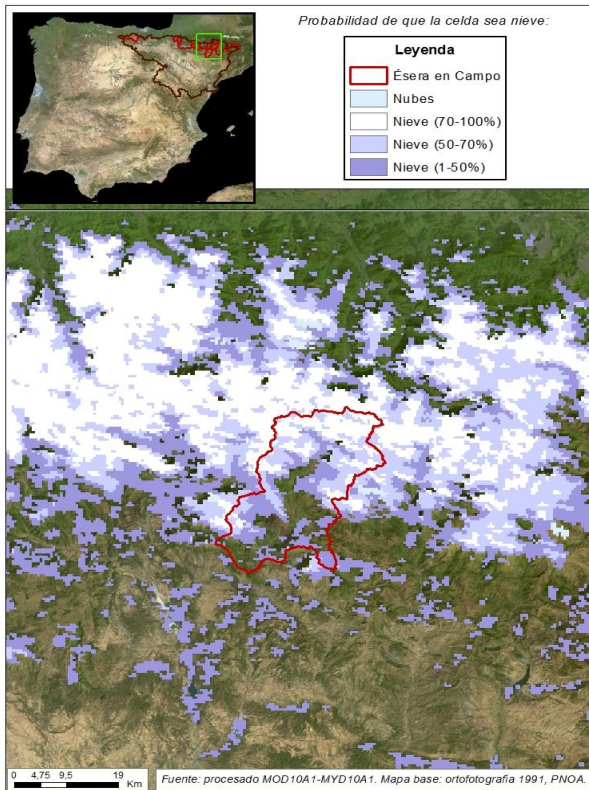 Probabilidad de que la celda sea nieve:
Leyenda
Ésera en Campo
Nubes
Nieve (70-100%)
Nieve (50-70%)
Nieve (1-50%)
0 4,75 9,5 19
Km
Fuente: procesado MOD10A1-MYD10A1. Mapa base: ortofotografia 1991, PNOA.